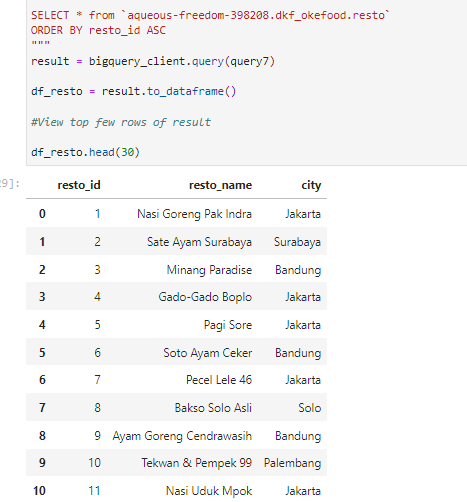 SELECT * from `aqueous-freedom-398208.dkf_okefood.resto`
ORDER BY resto_id ASC
"""
result = bigquery_client.query(query7)
df_resto = result.to_dataframe()
#View top few rows of result
df_resto.head(30)
9]:
resto_id resto_name city
0 1 Nasi Goreng Pak Indra Jakarta
1 2 Sate Ayam Surabaya Surabaya
2 3 Minang Paradise Bandung
3 4 Gado-Gado Boplo Jakarta
4 5 Pagi Sore Jakarta
5 6 Soto Ayam Ceker Bandung
6 7 Pecel Lele 46 Jakarta
7 8 Bakso Solo Asli Solo
8 9 Ayam Goreng Cendrawasih Bandung
9 10 Tekwan & Pempek 99 Palembang
10 11 Nasi Uduk Mpok Jakarta